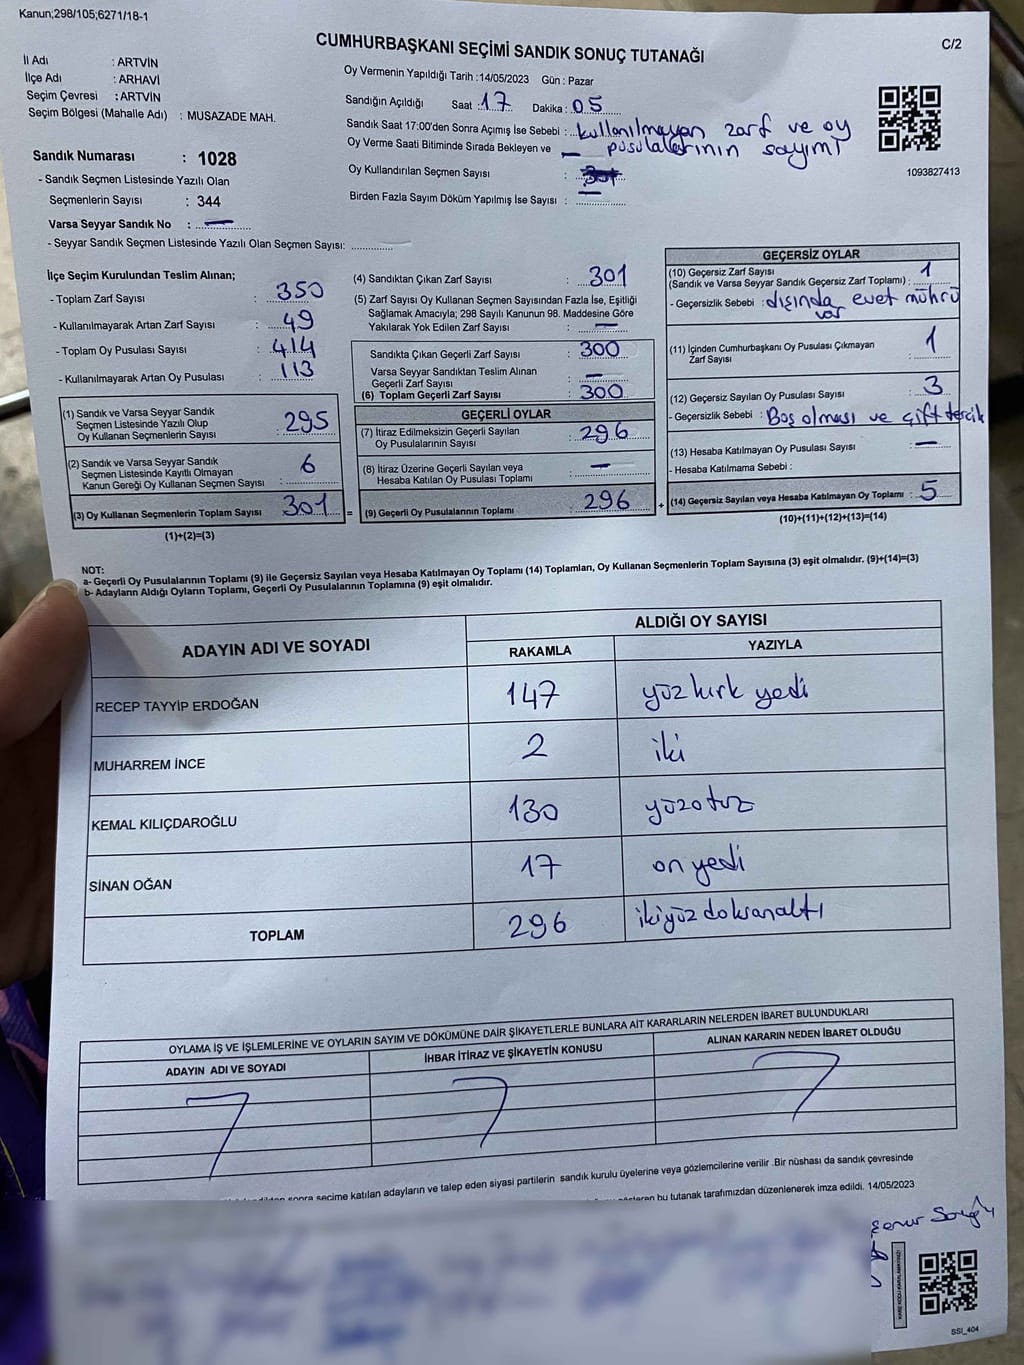 Kanun;298/105;6271/18-1
CUMHURBAŞKANI SEÇİMİ SANDIK SONUÇ TUTANAĞI
C/2
İl Adı : ARTVİN
İlçe Adı : ARHAVİ
Seçim Çevresi : ARTVİN
Seçim Bölgesi (Mahalle Adı) : MUSAZADE MAH.
Sandık Numarası : 1028
- Sandık Seçmen Listesinde Yazılı Olan
Seçmenlerin Sayısı : 344
Varsa Seyyar Sandık No : —
- Seyyar Sandık Seçmen Listesinde Yazılı Olan Seçmen Sayısı:
Oy Vermenin Yapıldığı Tarih :14/05/2023 Gün : Pazar
Sandığın Açıldığı Saat : 17 Dakika : 05
Sandık Saat 17:00'den Sonra Açımış İse Sebebi : kullanılmayan zarf ve oy
pusulalarının sayımı
Oy Verme Saati Bitiminde Sırada Bekleyen ve —
Oy Kullandırılan Seçmen Sayısı :
Birden Fazla Sayım Döküm Yapılmış İse Sayısı : —
1093827413
İlçe Seçim Kurulundan Teslim Alınan;
- Toplam Zarf Sayısı : 350
- Kullanılmayarak Artan Zarf Sayısı : 49
- Toplam Oy Pusulası Sayısı : 414
- Kullanılmayarak Artan Oy Pusulası : 113
(1) Sandık ve Varsa Seyyar Sandık
Seçmen Listesinde Yazılı Olup
Oy Kullanan Seçmenlerin Sayısı : 295
(2) Sandık ve Varsa Seyyar Sandık
Seçmen Listesinde Kayıtlı Olmayan
Kanun Gereği Oy Kullanan Seçmen Sayısı : 6
(3) Oy Kullanan Seçmenlerin Toplam Sayısı 301 =
(1)+(2)=(3)
(4) Sandıktan Çıkan Zarf Sayısı : 301
(5) Zarf Sayısı Oy Kullanan Seçmen Sayısından Fazla İse, Eşitliği
Sağlamak Amacıyla; 298 Sayılı Kanunun 98. Maddesine Göre
Yakılarak Yok Edilen Zarf Sayısı : —
Sandıkta Çıkan Geçerli Zarf Sayısı : 300
Varsa Seyyar Sandıktan Teslim Alınan
Geçerli Zarf Sayısı : —
(6) Toplam Geçerli Zarf Sayısı : 300
GEÇERLİ OYLAR
(7) İtiraz Edilmeksizin Geçerli Sayılan
Oy Pusulalarının Sayısı : 296
(8) İtiraz Üzerine Geçerli Sayılan veya
Hesaba Katılan Oy Pusulası Toplamı : —
(9) Geçerli Oy Pusulalarının Toplamı : 296 +
GEÇERSİZ OYLAR
(10) Geçersiz Zarf Sayısı
(Sandık ve Varsa Seyyar Sandık Geçersiz Zarf Toplamı) : 1
- Geçersizlik Sebebi : dışında evet mührü
var
(11) İçinden Cumhurbaşkanı Oy Pusulası Çıkmayan
Zarf Sayısı : 1
(12) Geçersiz Sayılan Oy Pusulası Sayısı : 3
- Geçersizlik Sebebi : Boş olması ve çift tercik
(13) Hesaba Katılmayan Oy Pusulası Sayısı : —
- Hesaba Katılmama Sebebi :
(14) Geçersiz Sayılan veya Hesaba Katılmayan Oy Toplamı : 5
(10)+(11)+(12)+(13)=(14)
NOT:
a- Geçerli Oy Pusulalarının Toplamı (9) ile Geçersiz Sayılan veya Hesaba Katılmayan Oy Toplamı (14) Toplamları, Oy Kullanan Seçmenlerin Toplam Sayısına (3) eşit olmalıdır. (9)+(14)=(3)
b- Adayların Aldığı Oyların Toplamı, Geçerli Oy Pusulalarının Toplamına (9) eşit olmalıdır.
ADAYIN ADI VE SOYADI
ALDIĞI OY SAYISI
RAKAMLA YAZIYLA
RECEP TAYYİP ERDOĞAN 147 yüz kırk yedi
MUHARREM İNCE 2 iki
KEMAL KILIÇDAROĞLU 130 yüzotuz
SİNAN OĞAN 17 on yedi
TOPLAM 296 ikiyüz doksanaltı
OYLAMA İŞ VE İŞLEMLERİNE VE OYLARIN SAYIM VE DÖKÜMÜNE DAİR ŞİKAYETLERLE BUNLARA AİT KARARLARIN NELERDEN İBARET BULUNDUKLARI
ADAYIN ADI VE SOYADI İHBAR İTİRAZ VE ŞİKAYETİN KONUSU ALINAN KARARIN NEDEN İBARET OLDUĞU
sonra seçime katılan adayların ve talep eden siyasi partilerin sandık kurulu üyelerine veya gözlemcilerine verilir .Bir nüshası da sandık çevresinde
bu tutanak tarafımızdan düzenlenerek imza edildi. 14/05/2023
SSI_404